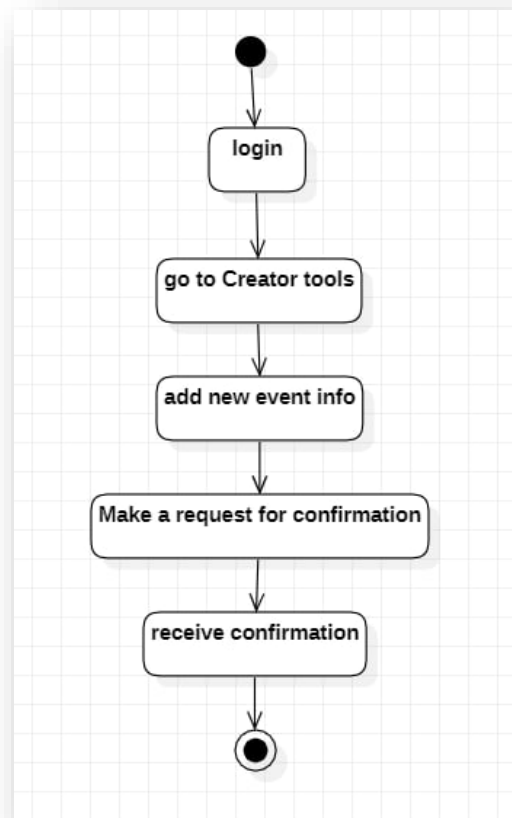 login
go to Creator tools
add new event info
Make a request for confirmation
receive confirmation